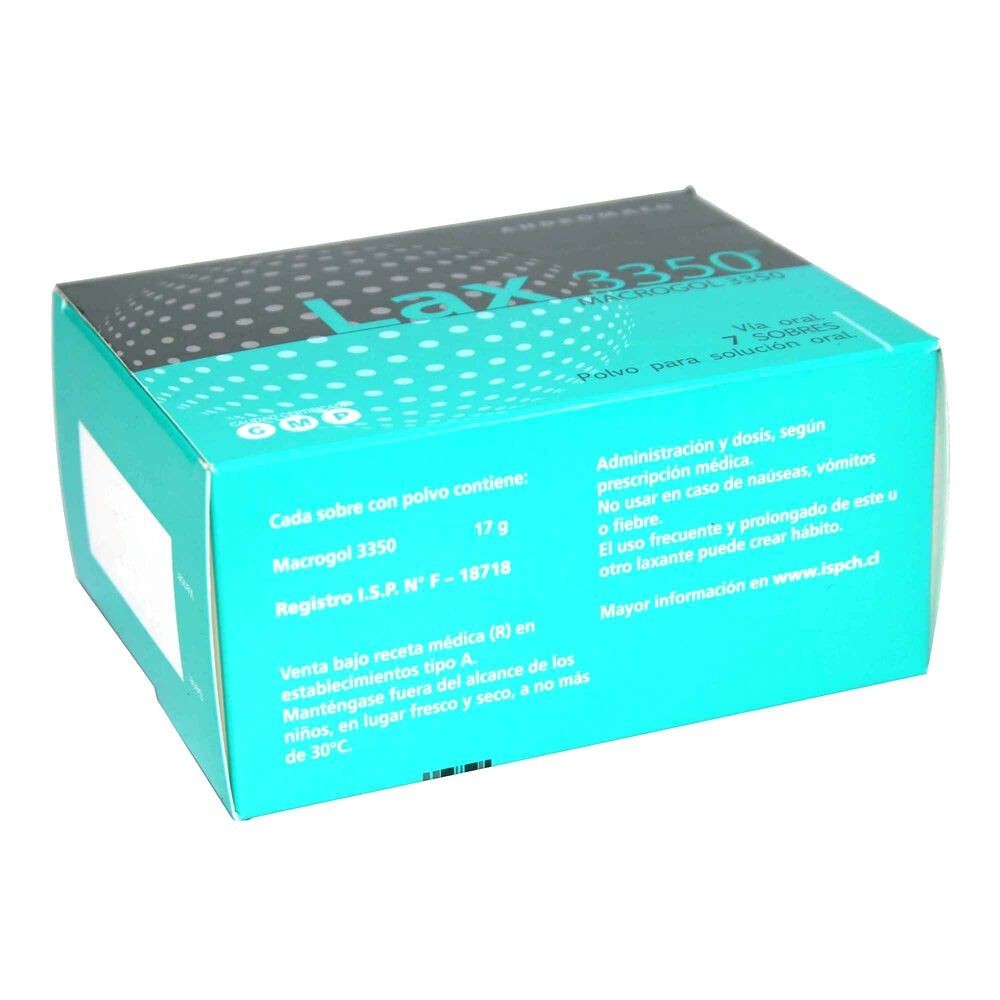 ANDROMACO
Lax 3350
MACROGOL 3350
Vía oral.
7 SOBRES
Polvo para solución oral.
CALIDAD CERTIFICADA
G M P
Cada sobre con polvo contiene:
Macrogol 3350 17 g
Registro I.S.P. N° F – 18718
Venta bajo receta médica (R) en
establecimientos tipo A.
Manténgase fuera del alcance de los
niños, en lugar fresco y seco, a no más
de 30°C.
Administración y dosis, según
prescripción médica.
No usar en caso de naúseas, vómitos
o fiebre.
El uso frecuente y prolongado de este u
otro laxante puede crear hábito.
Mayor información en www.ispch.cl